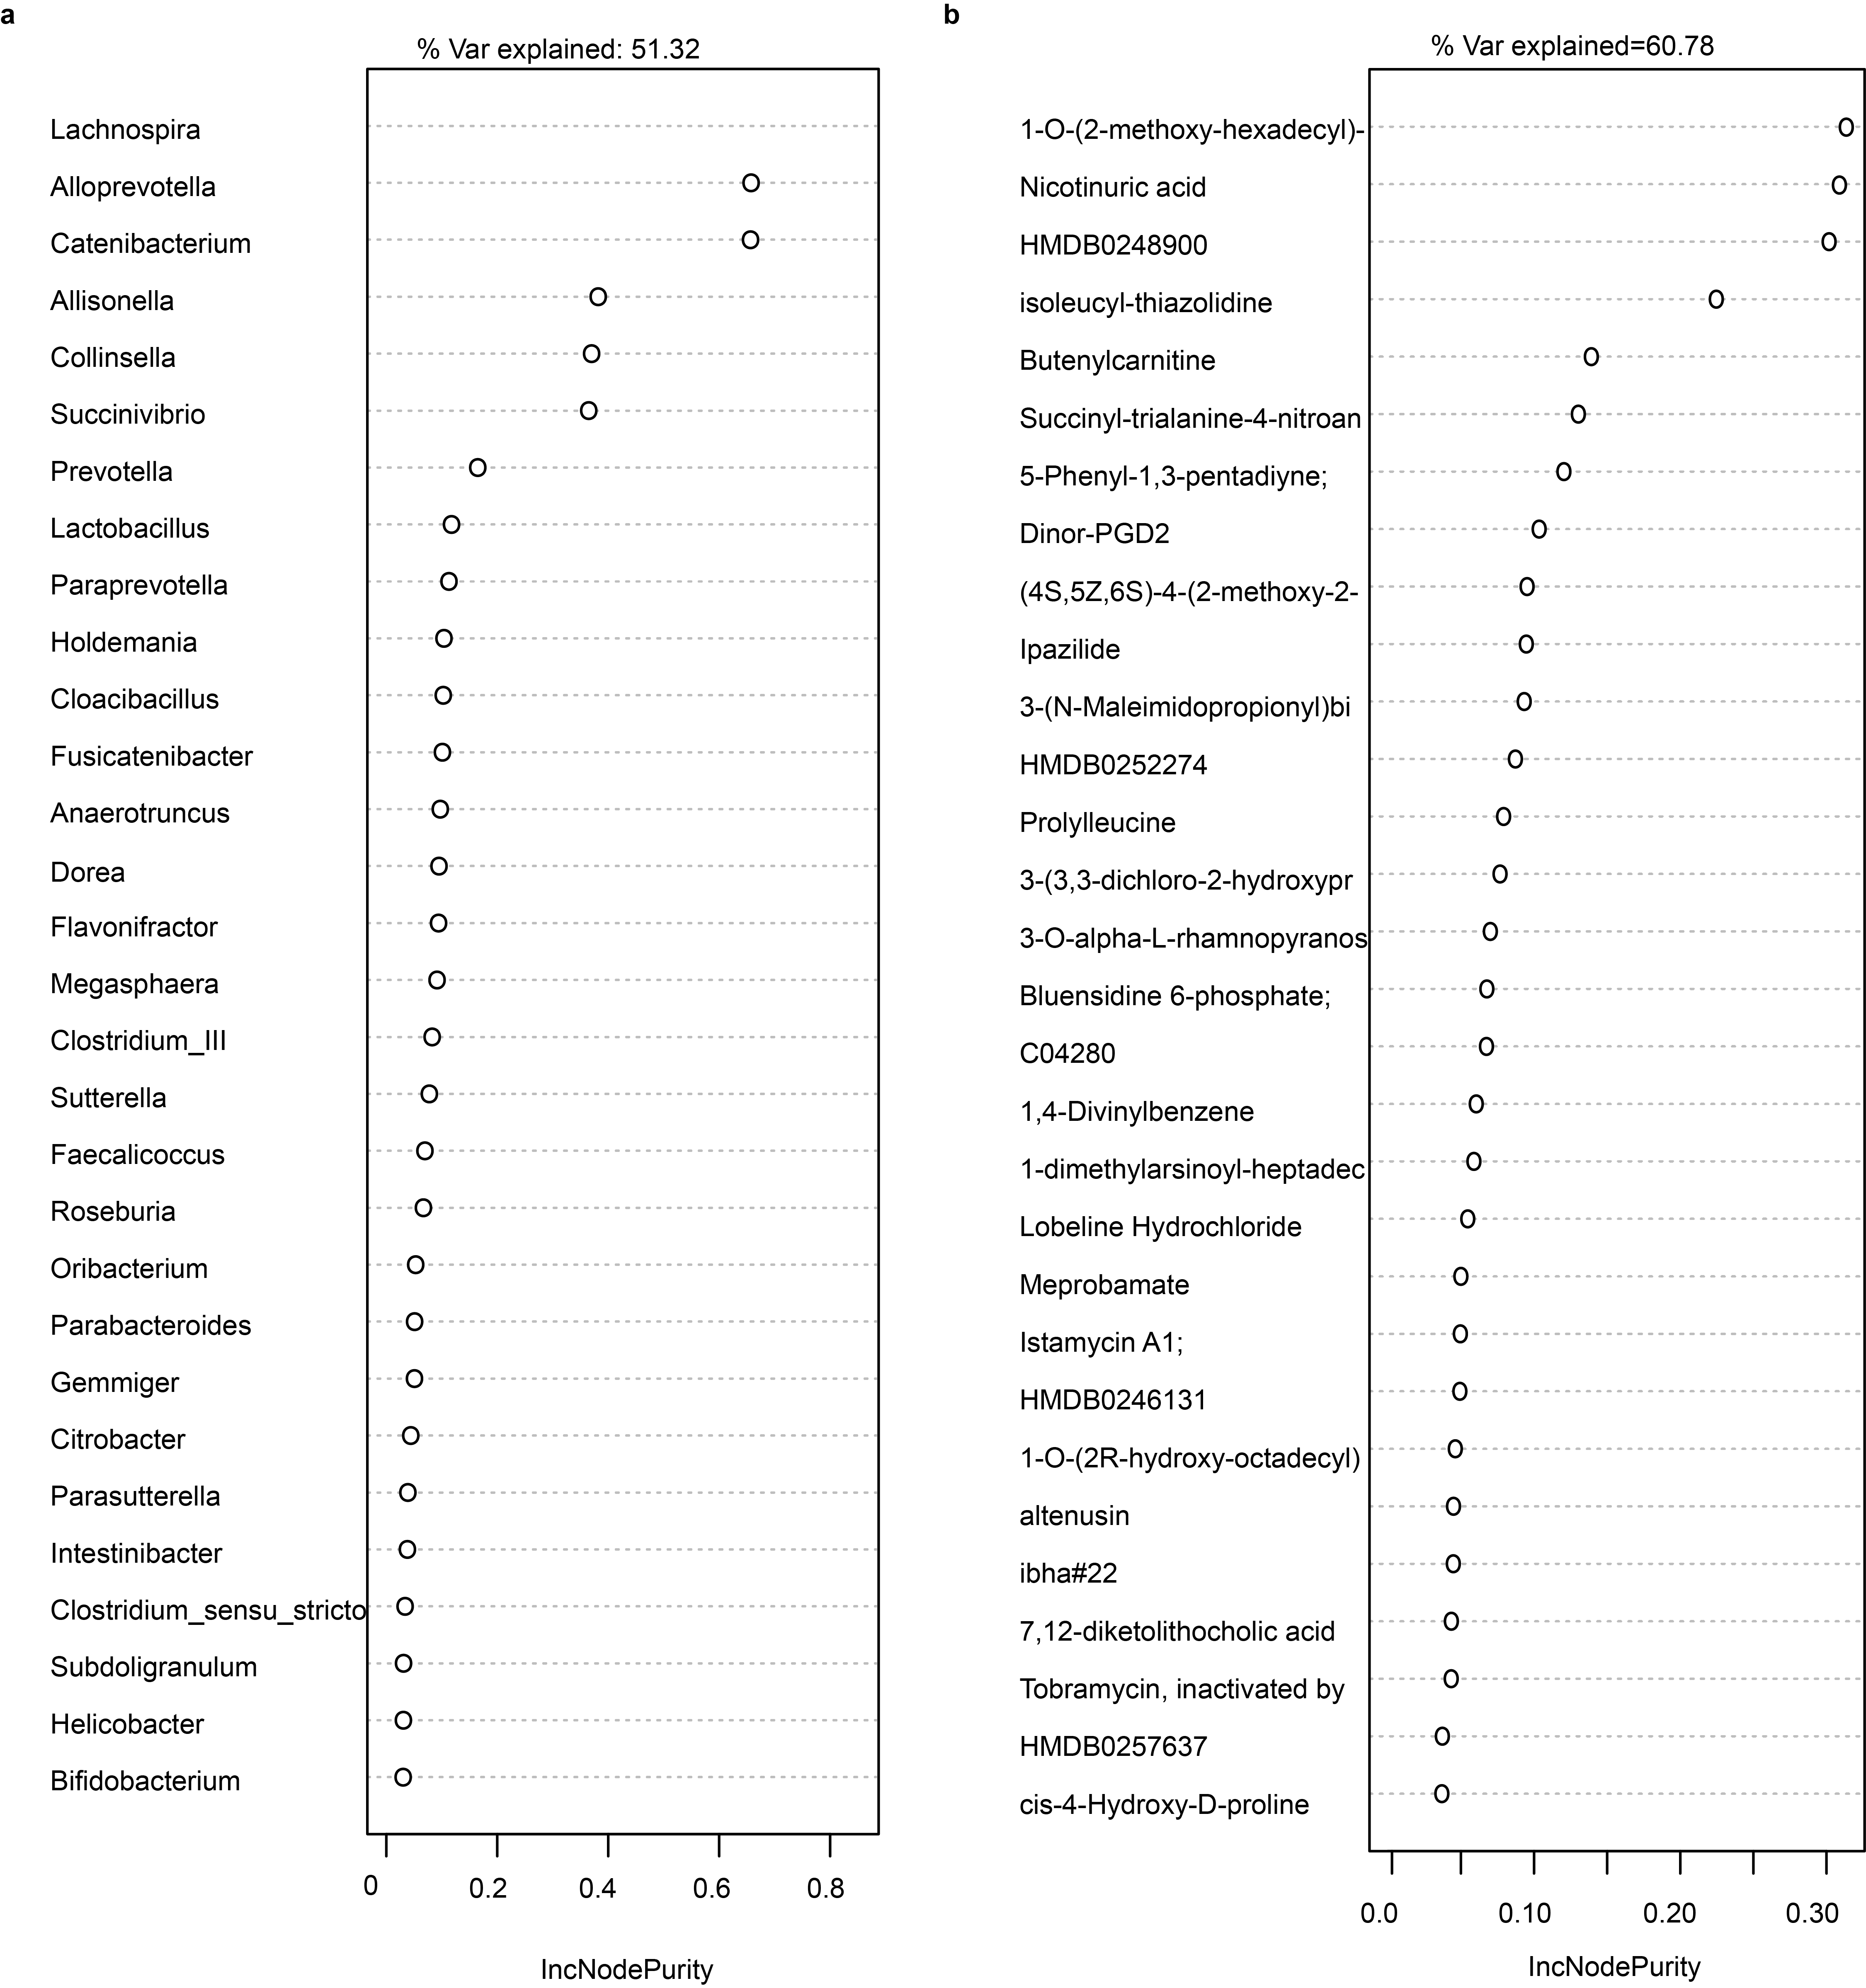 a
% Var explained: 51.32
Lachnospira
Alloprevotella
Catenibacterium
Allisonella
Collinsella
Succinivibrio
Prevotella
Lactobacillus
Paraprevotella
Holdemania
Cloacibacillus
Fusicatenibacter
Anaerotruncus
Dorea
Flavonifractor
Megasphaera
Clostridium_III
Sutterella
Faecalicoccus
Roseburia
Oribacterium
Parabacteroides
Gemmiger
Citrobacter
Parasutterella
Intestinibacter
Clostridium_sensu_stricto
Subdoligranulum
Helicobacter
Bifidobacterium
0 0.2 0.4 0.6 0.8
IncNodePurity
b
% Var explained=60.78
1-O-(2-methoxy-hexadecyl)-
Nicotinuric acid
HMDB0248900
isoleucyl-thiazolidine
Butenylcarnitine
Succinyl-trialanine-4-nitroan
5-Phenyl-1,3-pentadiyne;
Dinor-PGD2
(4S,5Z,6S)-4-(2-methoxy-2-
Ipazilide
3-(N-Maleimidopropionyl)bi
HMDB0252274
Prolylleucine
3-(3,3-dichloro-2-hydroxypr
3-O-alpha-L-rhamnopyranos
Bluensidine 6-phosphate;
C04280
1,4-Divinylbenzene
1-dimethylarsinoyl-heptadec
Lobeline Hydrochloride
Meprobamate
Istamycin A1;
HMDB0246131
1-O-(2R-hydroxy-octadecyl)
altenusin
ibha#22
7,12-diketolithocholic acid
Tobramycin, inactivated by
HMDB0257637
cis-4-Hydroxy-D-proline
0.0 0.10 0.20 0.30
IncNodePurity